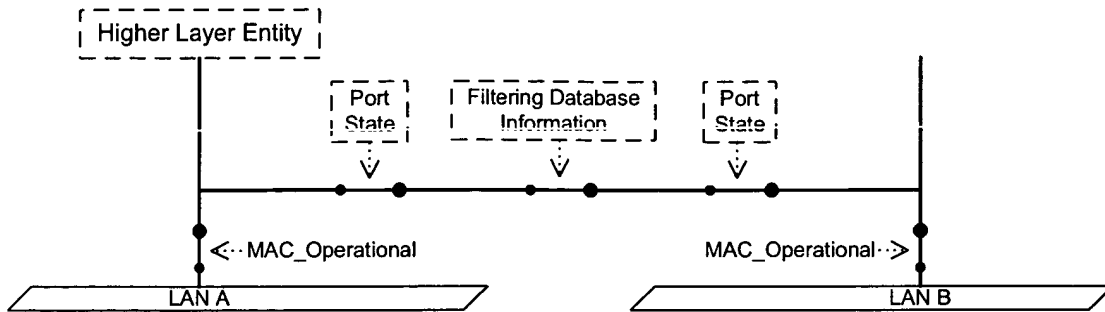 Higher Layer Entity
Port
State
Filtering Database
Information
Port
State
MAC_Operational
MAC_Operational
LAN A
LAN B